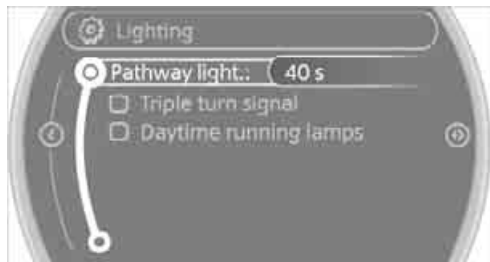 Lighting
Pathway light.: 40 s
Triple turn signal
Daytime running lamps